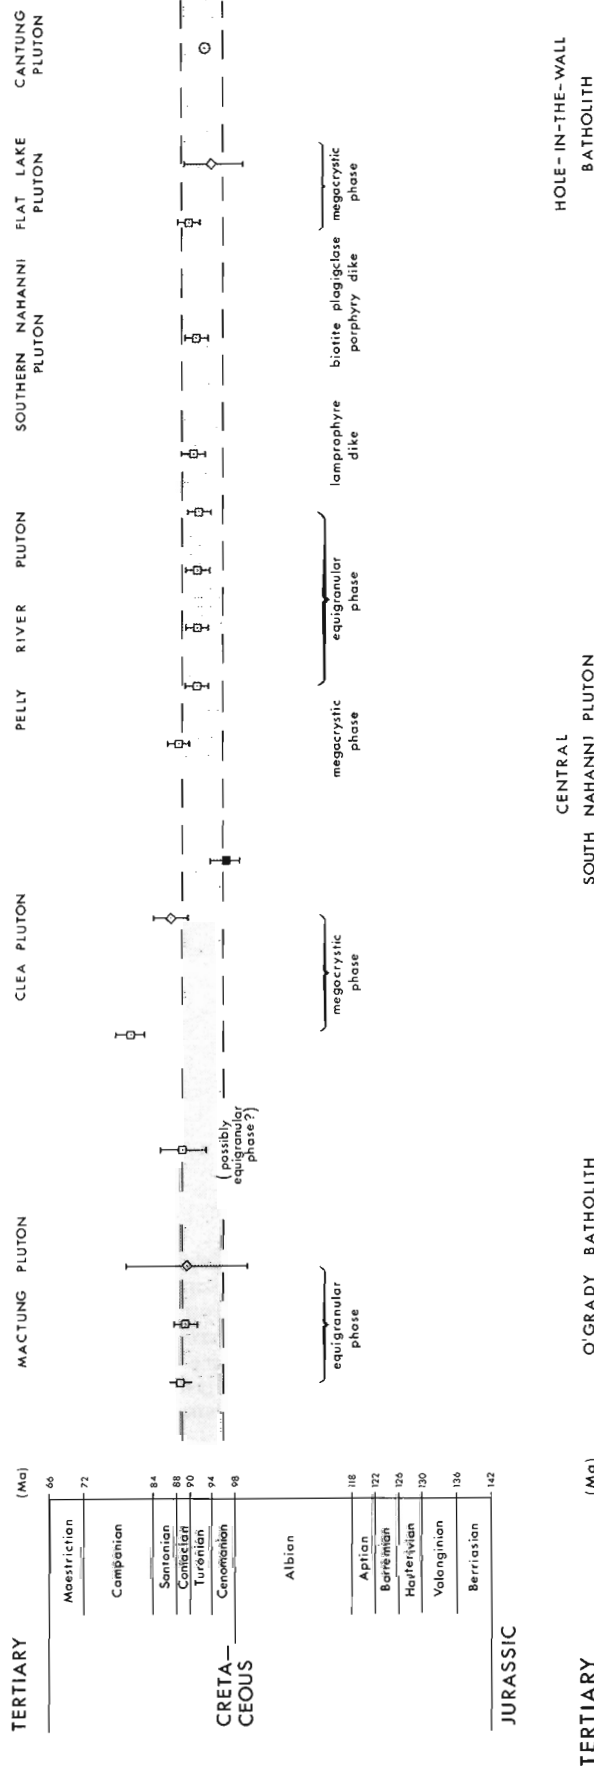 TERTIARY
(Ma)
MACTUNG PLUTON
CLEA PLUTON
PELLY RIVER PLUTON
SOUTHERN NAHANNI
PLUTON
FLAT LAKE
PLUTON
CANTUNG
PLUTON
66
Maestrictian
72
Campanian
84
Santonian
88
Coniacian
90
Turonian
94
Cenomanian
98
CRETA—
CEOUS
Albian
118
Aptian
122
Barremian
126
Hauterivian
130
Valanginian
136
Berriasian
142
JURASSIC
equigranular
phase
( possibly
equigranular
phase ? )
megacrystic
phase
megacrystic
phase
equigranular
phase
lamprophyre
dike
biotite plagigclase
porphyry dike
megacrystic
phase
TERTIARY
(Ma)
O'GRADY BATHOLITH
CENTRAL
SOUTH NAHANNI PLUTON
HOLE-IN-THE-WALL
BATHOLITH